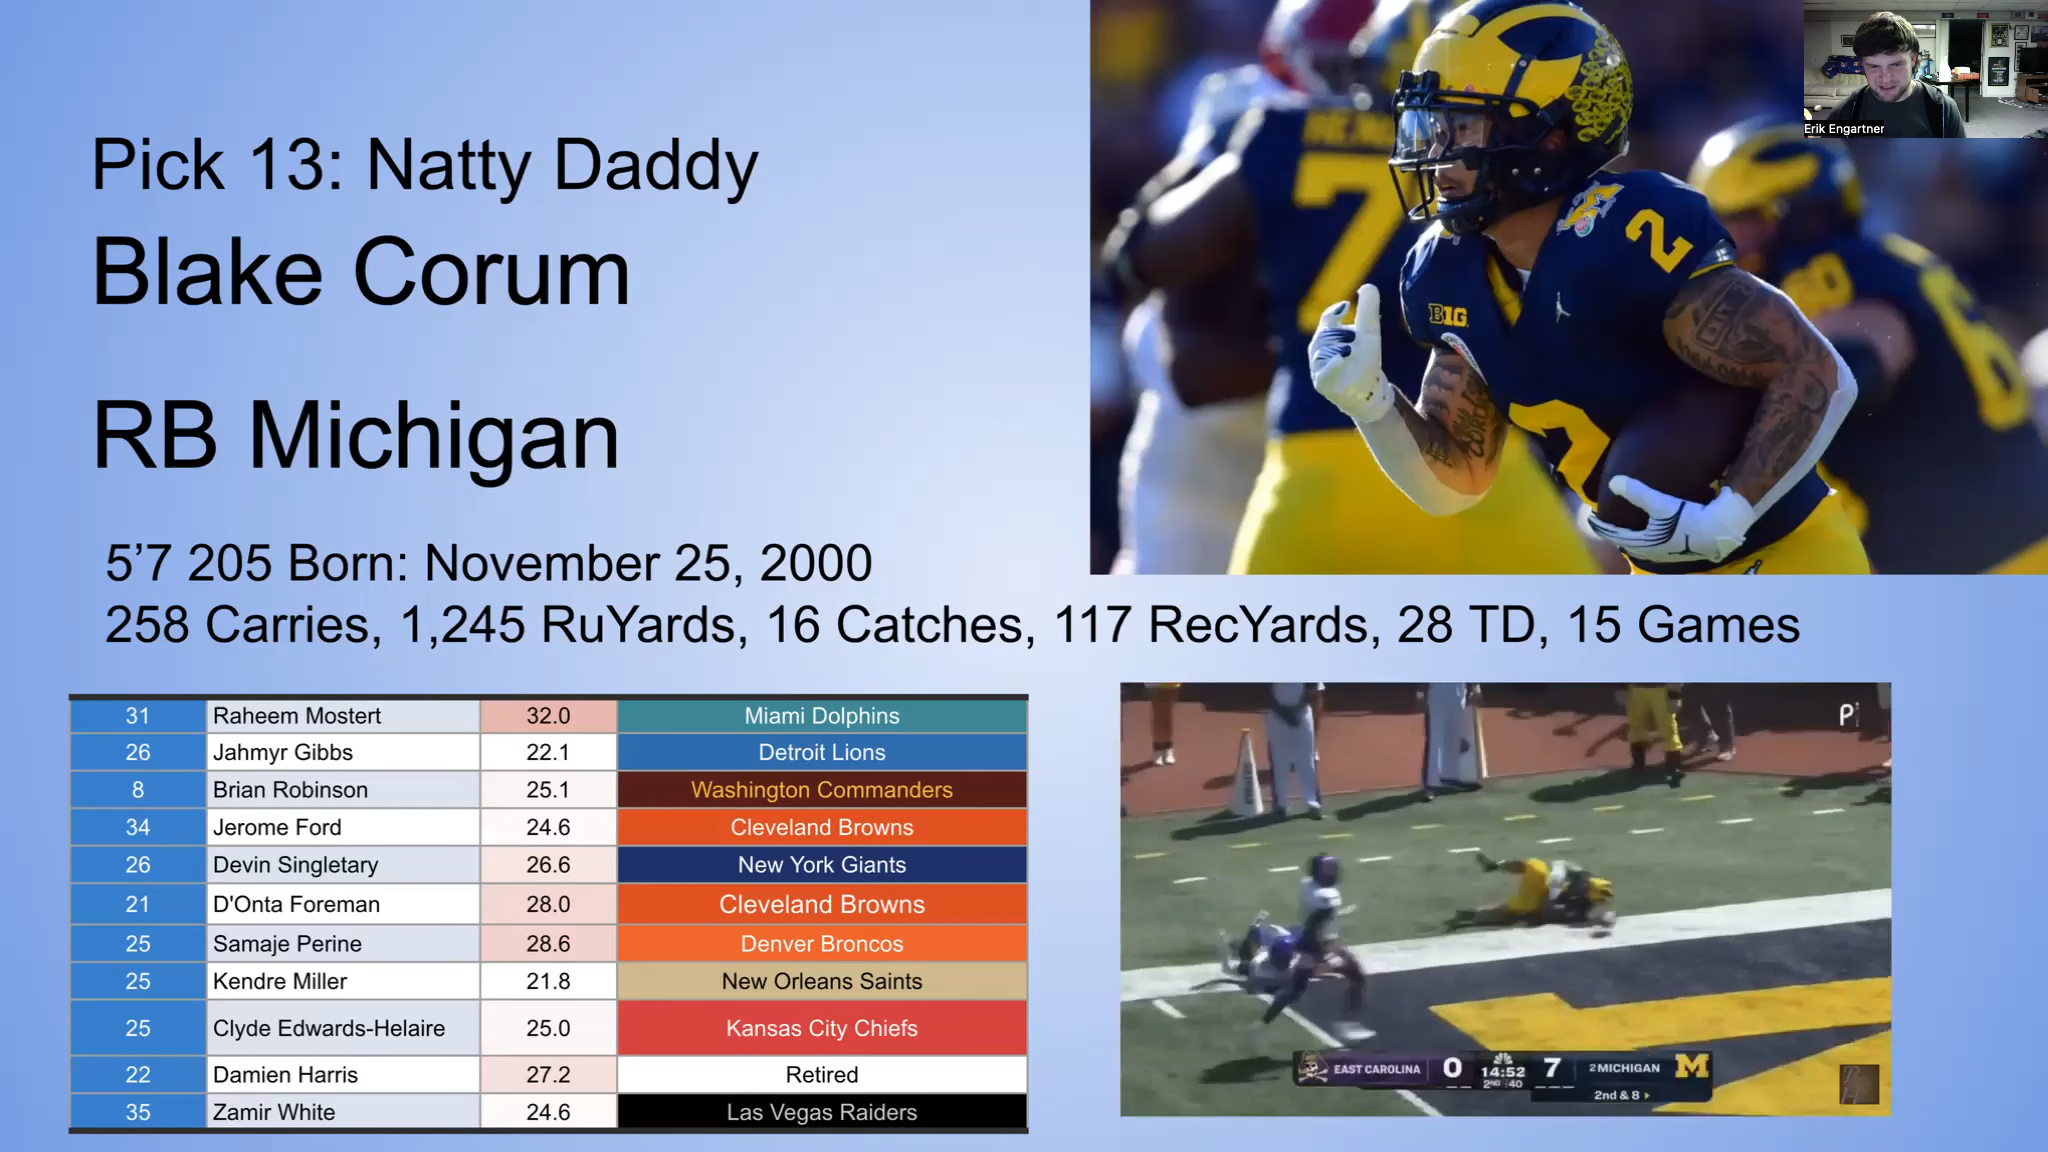 Pick 13: Natty Daddy
Blake Corum
RB Michigan
5’7 205 Born: November 25, 2000
258 Carries, 1,245 RuYards, 16 Catches, 117 RecYards, 28 TD, 15 Games
Erik Engartner
7
2
BIG
2
31 Raheem Mostert 32.0 Miami Dolphins
26 Jahmyr Gibbs 22.1 Detroit Lions
8 Brian Robinson 25.1 Washington Commanders
34 Jerome Ford 24.6 Cleveland Browns
26 Devin Singletary 26.6 New York Giants
21 D'Onta Foreman 28.0 Cleveland Browns
25 Samaje Perine 28.6 Denver Broncos
25 Kendre Miller 21.8 New Orleans Saints
25 Clyde Edwards-Helaire 25.0 Kansas City Chiefs
22 Damien Harris 27.2 Retired
35 Zamir White 24.6 Las Vegas Raiders
EAST CAROLINA 0 14:52 7 2 MICHIGAN M
2ND :40
2nd & 8